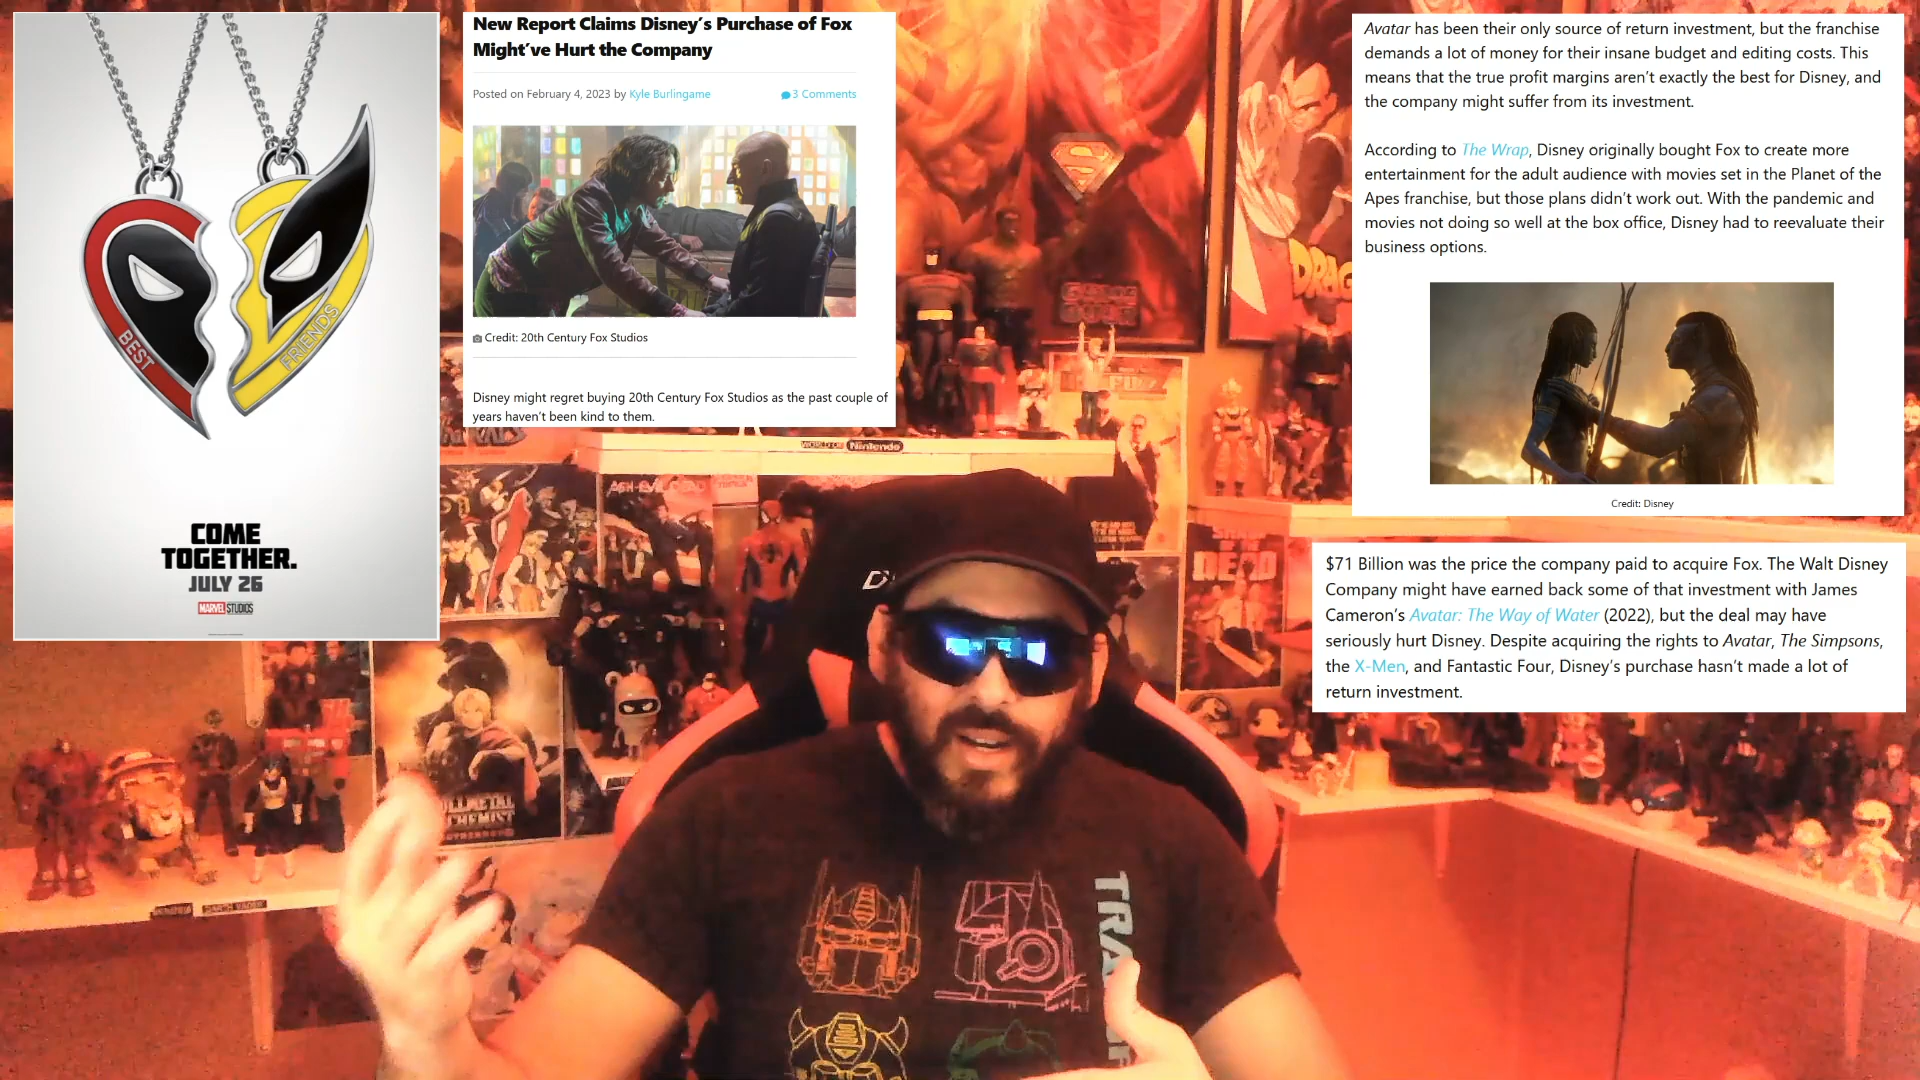 BEST
FRIENDS
COME
TOGETHER.
JULY 26
MARVEL STUDIOS
New Report Claims Disney's Purchase of Fox
Might've Hurt the Company
Posted on February 4, 2023 by Kyle Burlingame
3 Comments
Credit: 20th Century Fox Studios
Disney might regret buying 20th Century Fox Studios as the past couple of
years haven't been kind to them.
Avatar has been their only source of return investment, but the franchise
demands a lot of money for their insane budget and editing costs. This
means that the true profit margins aren't exactly the best for Disney, and
the company might suffer from its investment.
According to The Wrap, Disney originally bought Fox to create more
entertainment for the adult audience with movies set in the Planet of the
Apes franchise, but those plans didn't work out. With the pandemic and
movies not doing so well at the box office, Disney had to reevaluate their
business options.
Credit: Disney
$71 Billion was the price the company paid to acquire Fox. The Walt Disney
Company might have earned back some of that investment with James
Cameron's Avatar: The Way of Water (2022), but the deal may have
seriously hurt Disney. Despite acquiring the rights to Avatar, The Simpsons,
the X-Men, and Fantastic Four, Disney's purchase hasn't made a lot of
return investment.
DRAG
WORLD OF Nintendo
DEAD
DARTH VADER
TRA